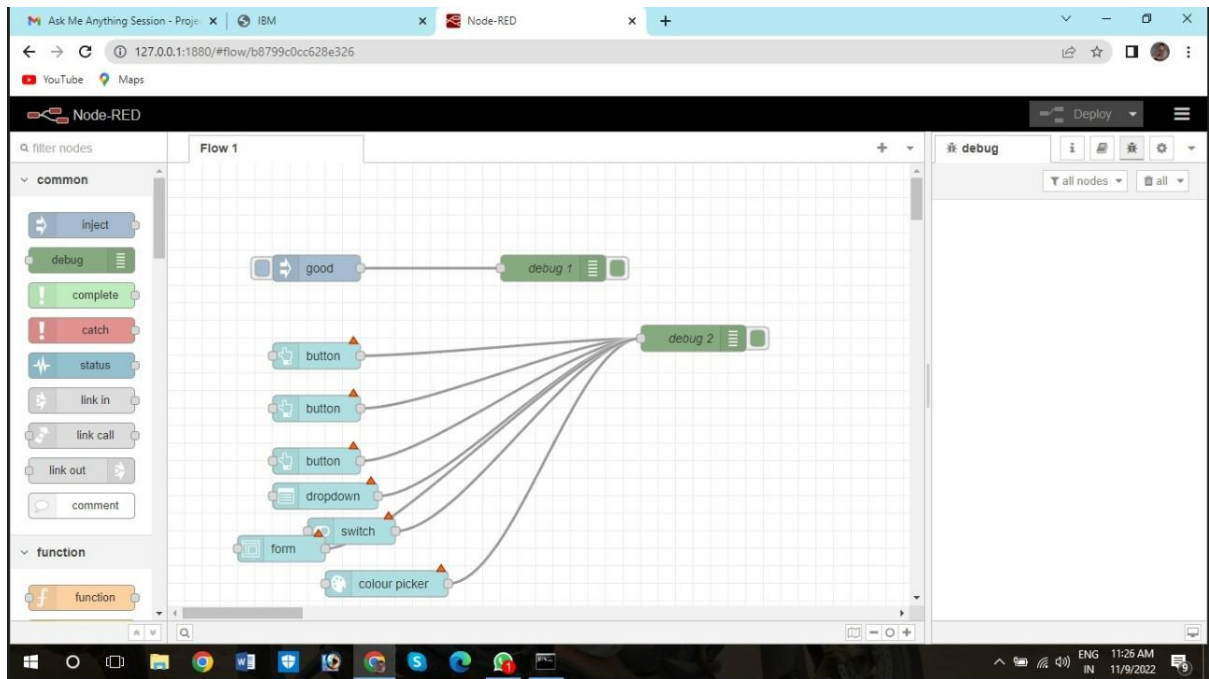 Ask Me Anything Session - Proje
IBM
Node-RED
127.0.0.1:1880/#flow/b8799c0cc628e326
YouTube
Maps
Node-RED
Deploy
filter nodes
Flow 1
debug
i
all nodes
all
common
inject
debug
complete
catch
status
link in
link call
link out
comment
function
function
good
debug 1
button
debug 2
button
button
dropdown
switch
form
colour picker
ENG
IN
11:26 AM
11/9/2022